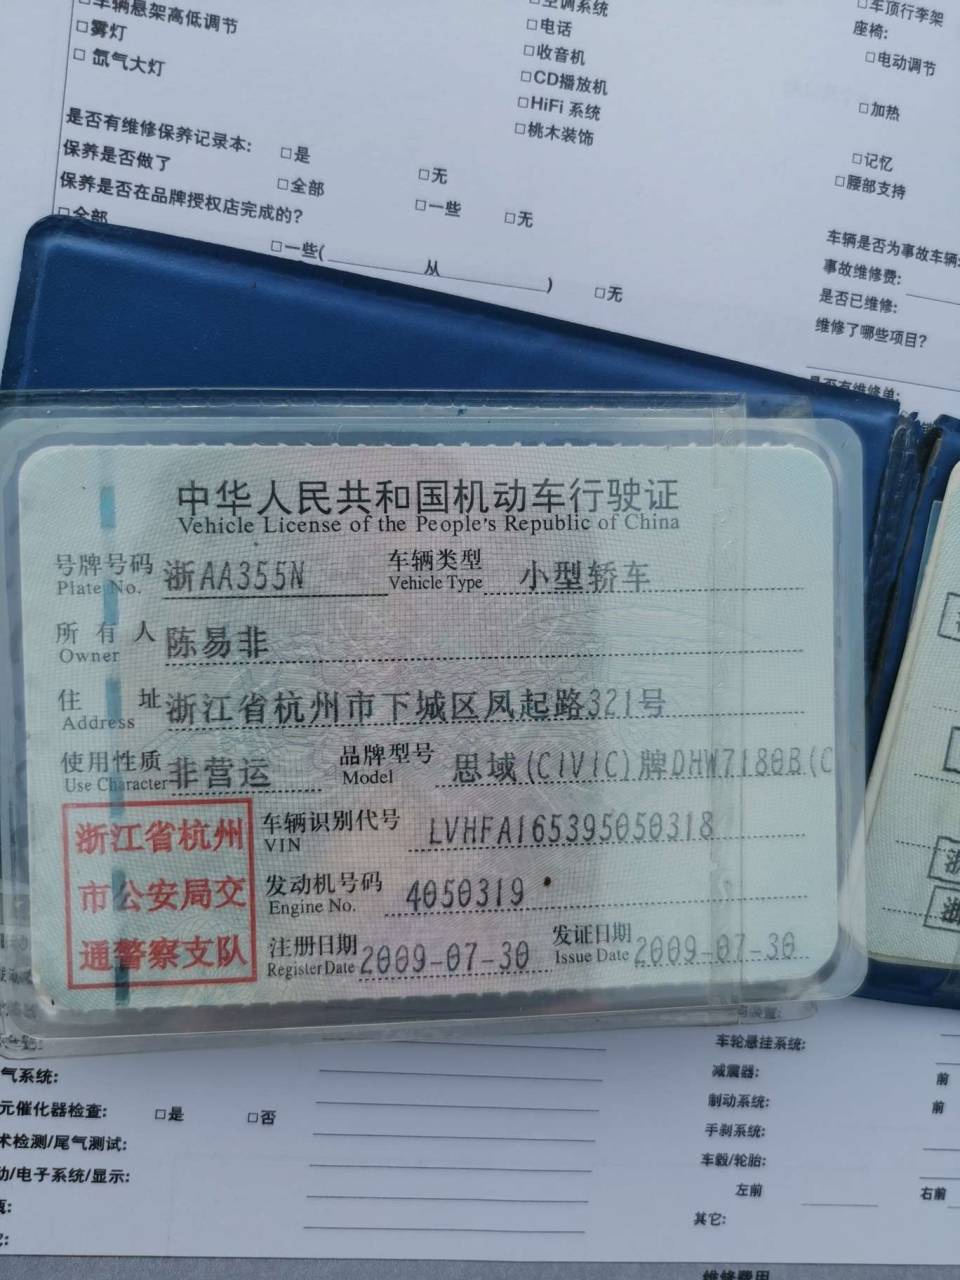 车辆悬架高低调节
□雾灯
□ 氙气大灯
是否有维修保养记录本: □是
保养是否做了 □全部 □无
保养是否在品牌授权店完成的? □一些 □无
□全部
□一些( 从 ) □无
□空调系统
□电话
□收音机
□CD播放机
□HiFi 系统
□桃木装饰
□车顶行李架
座椅:
□电动调节
□加热
□记忆
□腰部支持
车辆是否为事故车辆:
事故维修费:
是否已维修:
维修了哪些项目?
是否有维修单:
中华人民共和国机动车行驶证
Vehicle License of the People's Republic of China
号牌号码 浙AA355N 车辆类型 小型轿车
Plate No. Vehicle Type
所有人 陈易非
Owner
住址 浙江省杭州市下城区凤起路321号
Address
使用性质 非营运 品牌型号 思域(CIVIC)牌DHW7180B(C
Use Character Model
浙江省杭州
市公安局交
通警察支队
车辆识别代号 LVHFA165395050318
VIN
发动机号码 4050319
Engine No.
注册日期 2009-07-30 发证日期 2009-07-30
Register Date Issue Date
气系统:
元催化器检查: □是 □否
术检测/尾气测试:
动/电子系统/显示:
车轮悬挂系统:
减震器: 前
制动系统: 前
手刹系统:
车毂/轮胎:
左前 右前
其它:
维修费用